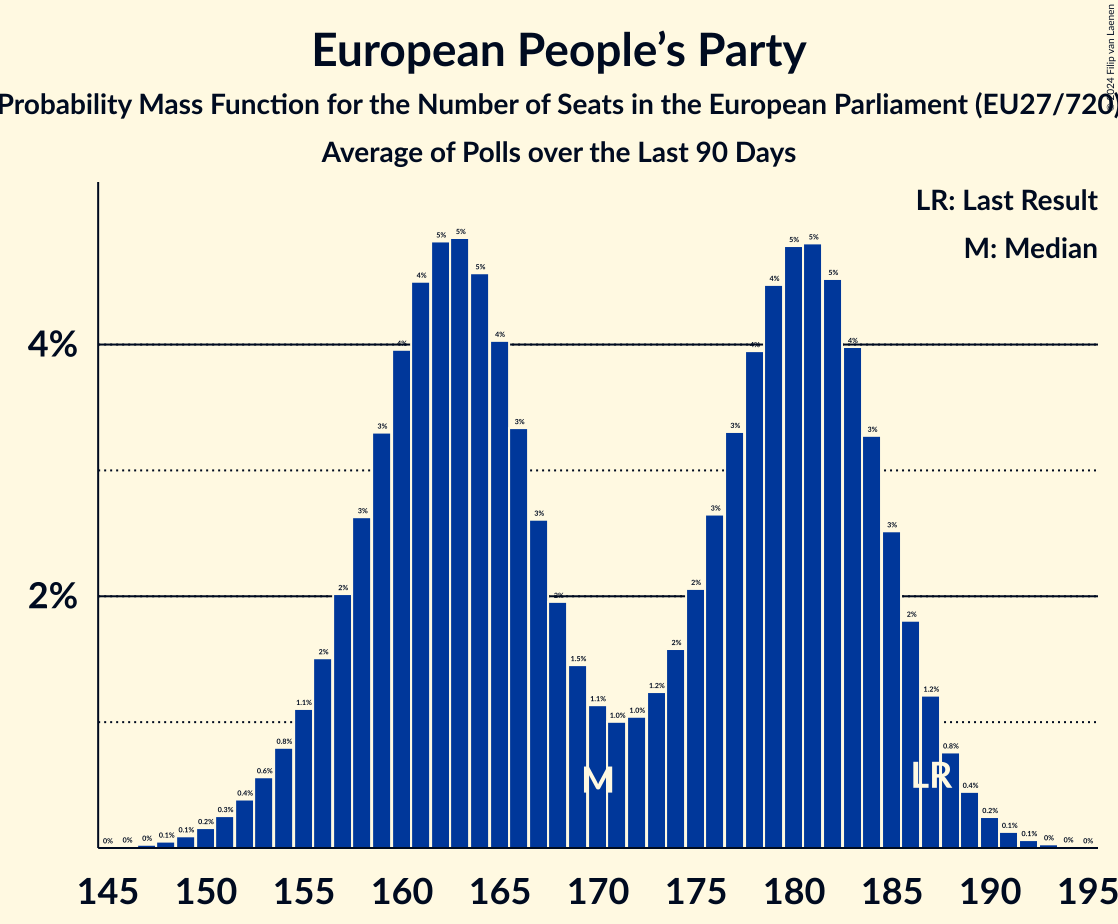 European People’s Party
Probability Mass Function for the Number of Seats in the European Parliament (EU27/720)
Average of Polls over the Last 90 Days
© 2024 Filip van Laenen
LR: Last Result
M: Median
4%
2%
0% 0% 0% 0.1% 0.1% 0.2% 0.3% 0.4% 0.6% 0.8% 1.1% 2% 2% 3% 3% 4% 4% 5% 5% 5% 4% 3% 3% 2% 1.5% 1.1% 1.0% 1.0% 1.2% 2% 2% 3% 3% 4% 4% 5% 5% 5% 4% 3% 3% 2% 1.2% 0.8% 0.4% 0.2% 0.1% 0.1% 0% 0% 0%
M
LR
145 150 155 160 165 170 175 180 185 190 195